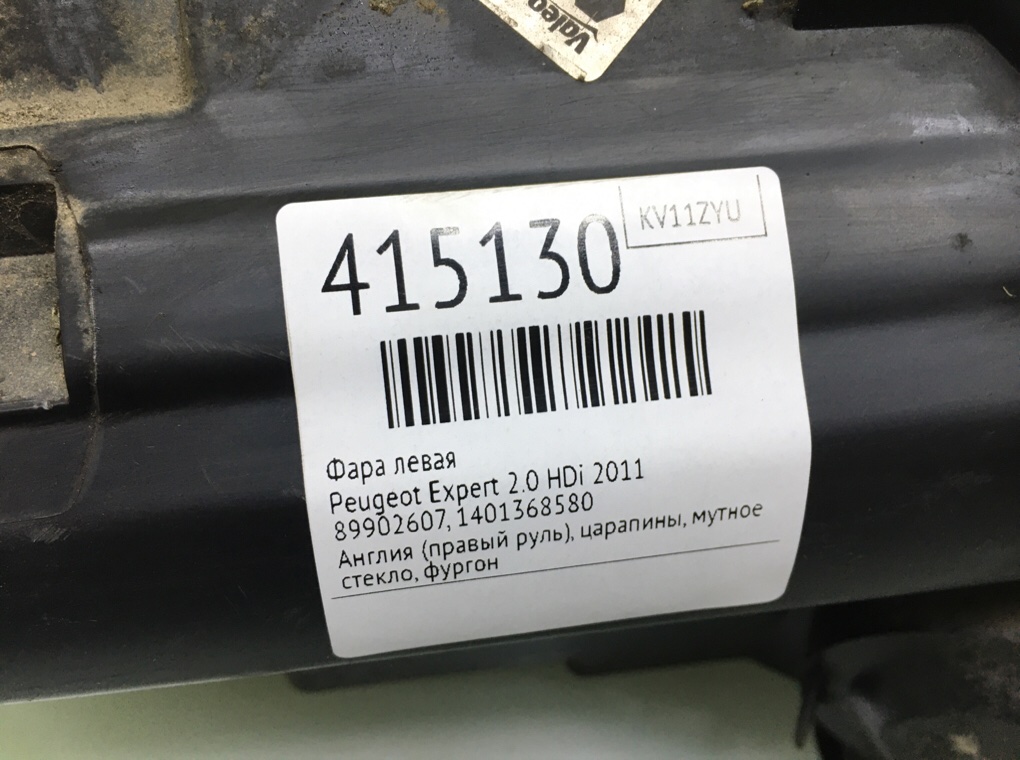 Valeo
415130
KV11ZYU
Фара левая
Peugeot Expert 2.0 HDi 2011
89902607, 1401368580
Англия (правый руль), царапины, мутное
стекло, фургон